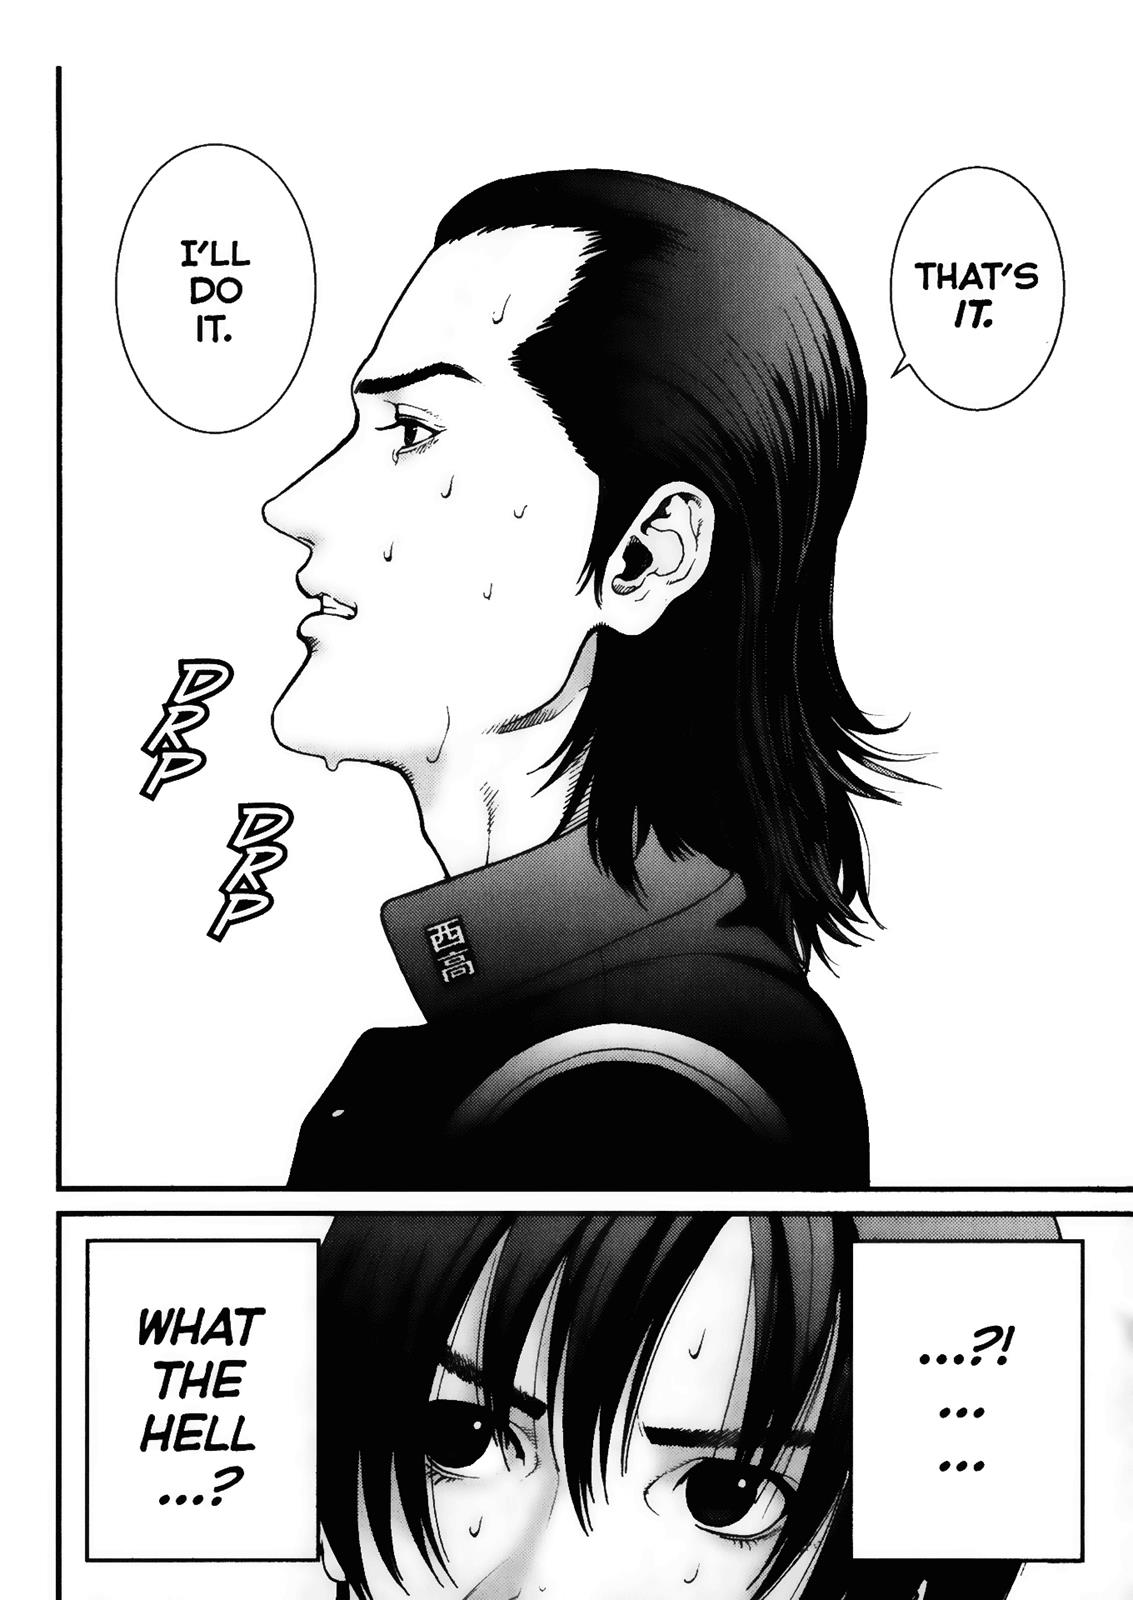 THAT'S
IT.
I'LL
DO
IT.
DRP
DRP
西高
...?!
...
...
WHAT
THE
HELL
...?